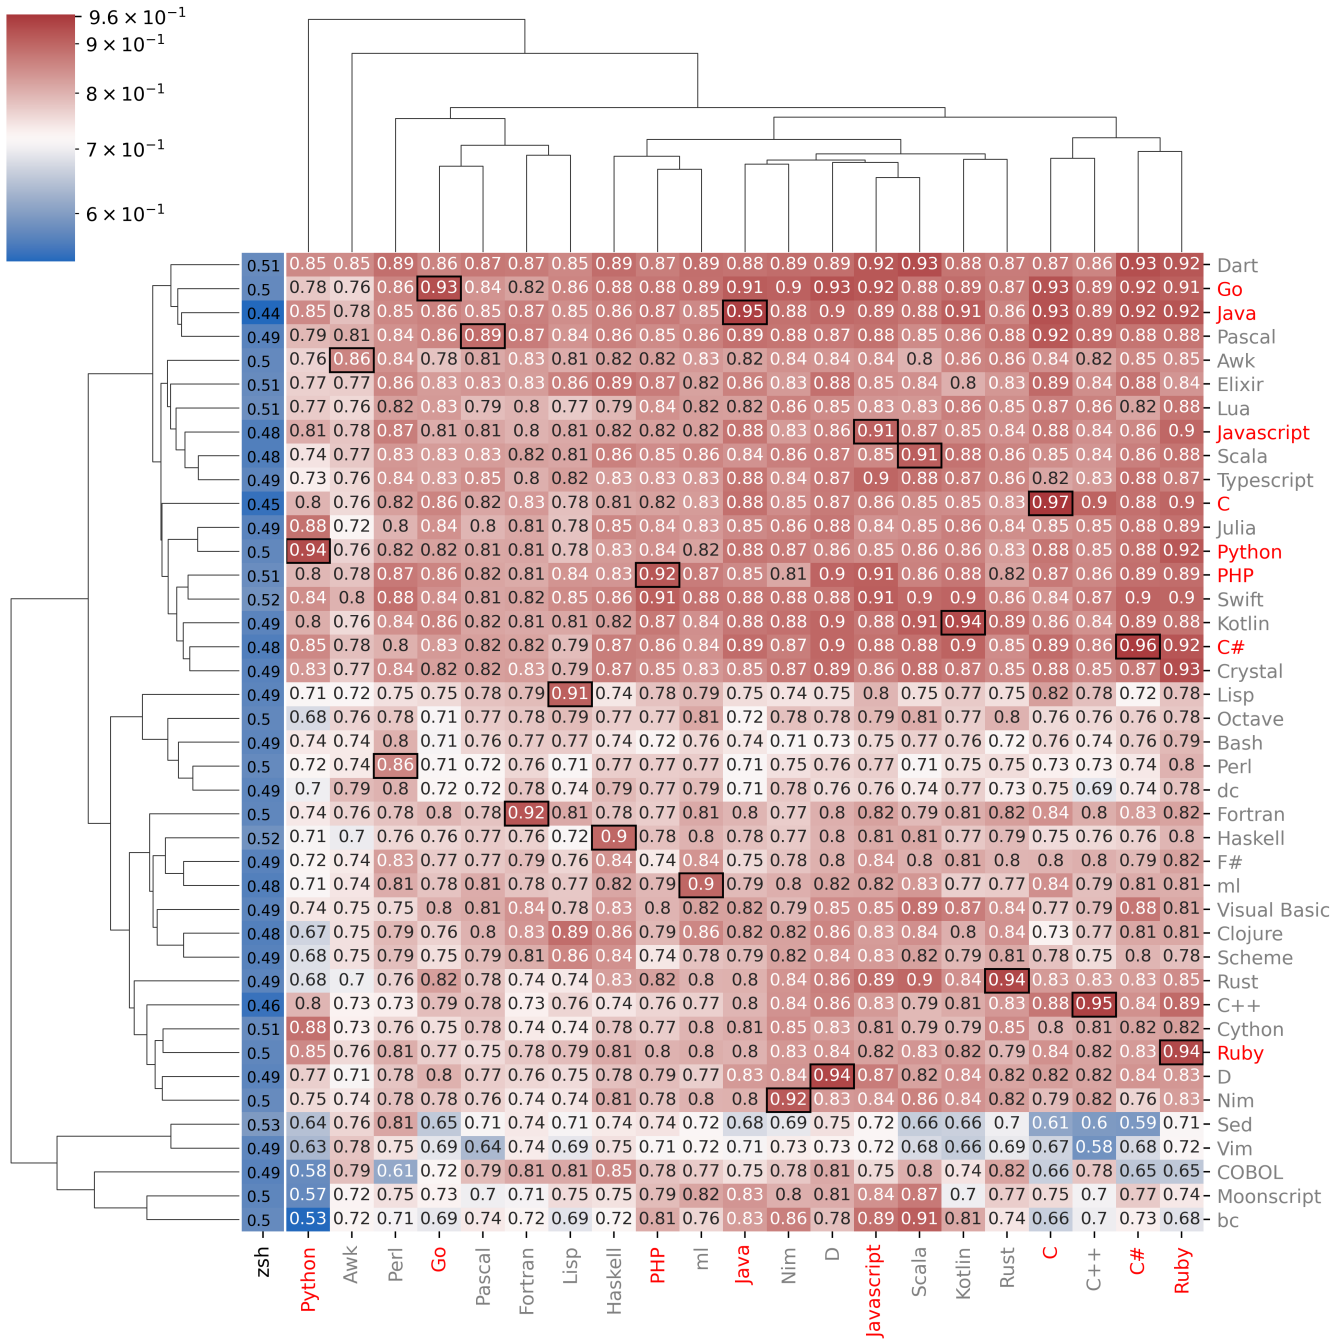 9.6 × 10⁻¹
9 × 10⁻¹
8 × 10⁻¹
7 × 10⁻¹
6 × 10⁻¹
0.51 0.85 0.85 0.89 0.86 0.87 0.87 0.85 0.89 0.87 0.89 0.88 0.89 0.89 0.92 0.93 0.88 0.87 0.87 0.86 0.93 0.92 Dart
0.5 0.78 0.76 0.86 0.93 0.84 0.82 0.86 0.88 0.88 0.89 0.91 0.9 0.93 0.92 0.88 0.89 0.87 0.93 0.89 0.92 0.91 Go
0.44 0.85 0.78 0.85 0.86 0.85 0.87 0.85 0.86 0.87 0.85 0.95 0.88 0.9 0.89 0.88 0.91 0.86 0.93 0.89 0.92 0.92 Java
0.49 0.79 0.81 0.84 0.86 0.89 0.87 0.84 0.86 0.84 0.86 0.89 0.88 0.87 0.88 0.85 0.86 0.88 0.92 0.89 0.88 0.88 Pascal
0.5 0.76 0.86 0.84 0.78 0.81 0.83 0.81 0.82 0.82 0.83 0.82 0.84 0.84 0.84 0.8 0.86 0.86 0.84 0.82 0.85 0.85 Awk
0.51 0.77 0.77 0.86 0.83 0.83 0.83 0.86 0.89 0.87 0.82 0.86 0.83 0.88 0.85 0.84 0.8 0.83 0.89 0.84 0.88 0.84 Elixir
0.51 0.77 0.76 0.82 0.83 0.79 0.8 0.77 0.79 0.84 0.82 0.82 0.86 0.85 0.83 0.83 0.86 0.85 0.87 0.86 0.82 0.88 Lua
0.48 0.81 0.78 0.87 0.81 0.81 0.8 0.81 0.82 0.82 0.82 0.88 0.83 0.86 0.91 0.87 0.85 0.84 0.88 0.84 0.86 0.9 Javascript
0.48 0.74 0.77 0.83 0.83 0.83 0.82 0.81 0.86 0.85 0.86 0.84 0.86 0.87 0.85 0.91 0.88 0.86 0.85 0.84 0.86 0.88 Scala
0.49 0.73 0.76 0.84 0.83 0.85 0.8 0.82 0.83 0.83 0.83 0.88 0.84 0.87 0.9 0.88 0.87 0.86 0.82 0.83 0.88 0.87 Typescript
0.45 0.8 0.76 0.82 0.86 0.82 0.83 0.78 0.81 0.82 0.83 0.88 0.85 0.87 0.86 0.85 0.85 0.83 0.97 0.9 0.88 0.9 C
0.49 0.88 0.72 0.8 0.84 0.8 0.81 0.78 0.85 0.84 0.83 0.85 0.86 0.88 0.84 0.85 0.86 0.84 0.85 0.85 0.88 0.89 Julia
0.5 0.94 0.76 0.82 0.82 0.81 0.81 0.78 0.83 0.84 0.82 0.88 0.87 0.86 0.85 0.86 0.86 0.83 0.88 0.85 0.88 0.92 Python
0.51 0.8 0.78 0.87 0.86 0.82 0.81 0.84 0.83 0.92 0.87 0.85 0.81 0.9 0.91 0.86 0.88 0.82 0.87 0.86 0.89 0.89 PHP
0.52 0.84 0.8 0.88 0.84 0.81 0.82 0.85 0.86 0.91 0.88 0.88 0.88 0.88 0.91 0.9 0.9 0.86 0.84 0.87 0.9 0.9 Swift
0.49 0.8 0.76 0.84 0.86 0.82 0.81 0.81 0.82 0.87 0.84 0.88 0.88 0.9 0.88 0.91 0.94 0.89 0.86 0.84 0.89 0.88 Kotlin
0.48 0.85 0.78 0.8 0.83 0.82 0.82 0.79 0.87 0.86 0.84 0.89 0.87 0.9 0.88 0.88 0.9 0.85 0.89 0.86 0.96 0.92 C#
0.49 0.83 0.77 0.84 0.82 0.82 0.83 0.79 0.87 0.85 0.83 0.85 0.87 0.89 0.86 0.88 0.87 0.85 0.88 0.85 0.87 0.93 Crystal
0.49 0.71 0.72 0.75 0.75 0.78 0.79 0.91 0.74 0.78 0.79 0.75 0.74 0.75 0.8 0.75 0.77 0.75 0.82 0.78 0.72 0.78 Lisp
0.5 0.68 0.76 0.78 0.71 0.77 0.78 0.79 0.77 0.77 0.81 0.72 0.78 0.78 0.79 0.81 0.77 0.8 0.76 0.76 0.76 0.78 Octave
0.49 0.74 0.74 0.8 0.71 0.76 0.77 0.77 0.74 0.72 0.76 0.74 0.71 0.73 0.75 0.77 0.76 0.72 0.76 0.74 0.76 0.79 Bash
0.5 0.72 0.74 0.86 0.71 0.72 0.76 0.71 0.77 0.77 0.77 0.71 0.75 0.76 0.77 0.71 0.75 0.75 0.73 0.73 0.74 0.8 Perl
0.49 0.7 0.79 0.8 0.72 0.72 0.78 0.74 0.79 0.77 0.79 0.71 0.78 0.76 0.76 0.74 0.77 0.73 0.75 0.69 0.74 0.78 dc
0.5 0.74 0.76 0.78 0.8 0.78 0.92 0.81 0.78 0.77 0.81 0.8 0.77 0.8 0.82 0.79 0.81 0.82 0.84 0.8 0.83 0.82 Fortran
0.52 0.71 0.7 0.76 0.76 0.77 0.76 0.72 0.9 0.78 0.8 0.78 0.77 0.8 0.81 0.81 0.77 0.79 0.75 0.76 0.76 0.8 Haskell
0.49 0.72 0.74 0.83 0.77 0.77 0.79 0.76 0.84 0.74 0.84 0.75 0.78 0.8 0.84 0.8 0.81 0.8 0.8 0.8 0.79 0.82 F#
0.48 0.71 0.74 0.81 0.78 0.81 0.78 0.77 0.82 0.79 0.9 0.79 0.8 0.82 0.82 0.83 0.77 0.77 0.84 0.79 0.81 0.81 ml
0.49 0.74 0.75 0.75 0.8 0.81 0.84 0.78 0.83 0.8 0.82 0.82 0.79 0.85 0.85 0.89 0.87 0.84 0.77 0.79 0.88 0.81 Visual Basic
0.48 0.67 0.75 0.79 0.76 0.8 0.83 0.89 0.86 0.79 0.86 0.82 0.82 0.86 0.83 0.84 0.8 0.84 0.73 0.77 0.81 0.81 Clojure
0.49 0.68 0.75 0.8 0.75 0.79 0.81 0.86 0.84 0.74 0.78 0.79 0.82 0.84 0.83 0.82 0.79 0.81 0.78 0.75 0.8 0.78 Scheme
0.49 0.68 0.7 0.76 0.82 0.78 0.74 0.74 0.83 0.82 0.8 0.8 0.84 0.86 0.89 0.9 0.84 0.94 0.83 0.83 0.83 0.85 Rust
0.46 0.8 0.73 0.73 0.79 0.78 0.73 0.76 0.74 0.76 0.77 0.8 0.84 0.86 0.83 0.79 0.81 0.83 0.88 0.95 0.84 0.89 C++
0.51 0.88 0.73 0.76 0.75 0.78 0.74 0.74 0.78 0.77 0.8 0.81 0.85 0.83 0.81 0.79 0.79 0.85 0.8 0.81 0.82 0.82 Cython
0.5 0.85 0.76 0.81 0.77 0.75 0.78 0.79 0.81 0.8 0.8 0.8 0.83 0.84 0.82 0.83 0.82 0.79 0.84 0.82 0.83 0.94 Ruby
0.49 0.77 0.71 0.78 0.8 0.77 0.76 0.75 0.78 0.79 0.77 0.83 0.84 0.94 0.87 0.82 0.84 0.82 0.82 0.82 0.84 0.83 D
0.5 0.75 0.74 0.78 0.78 0.76 0.74 0.74 0.81 0.78 0.8 0.8 0.92 0.83 0.84 0.86 0.84 0.82 0.79 0.82 0.76 0.83 Nim
0.53 0.64 0.76 0.81 0.65 0.71 0.74 0.71 0.74 0.74 0.72 0.68 0.69 0.75 0.72 0.66 0.66 0.7 0.61 0.6 0.59 0.71 Sed
0.49 0.63 0.78 0.75 0.69 0.64 0.74 0.69 0.75 0.71 0.72 0.71 0.73 0.73 0.72 0.68 0.66 0.69 0.67 0.58 0.68 0.72 Vim
0.49 0.58 0.79 0.61 0.72 0.79 0.81 0.81 0.85 0.78 0.77 0.75 0.78 0.81 0.75 0.8 0.74 0.82 0.66 0.78 0.65 0.65 COBOL
0.5 0.57 0.72 0.75 0.73 0.7 0.71 0.75 0.75 0.79 0.82 0.83 0.8 0.81 0.84 0.87 0.7 0.77 0.75 0.7 0.77 0.74 Moonscript
0.5 0.53 0.72 0.71 0.69 0.74 0.72 0.69 0.72 0.81 0.76 0.83 0.86 0.78 0.89 0.91 0.81 0.74 0.66 0.7 0.73 0.68 bc
zsh Python Awk Perl Go Pascal Fortran Lisp Haskell PHP ml Java Nim D Javascript Scala Kotlin Rust C C++ C# Ruby